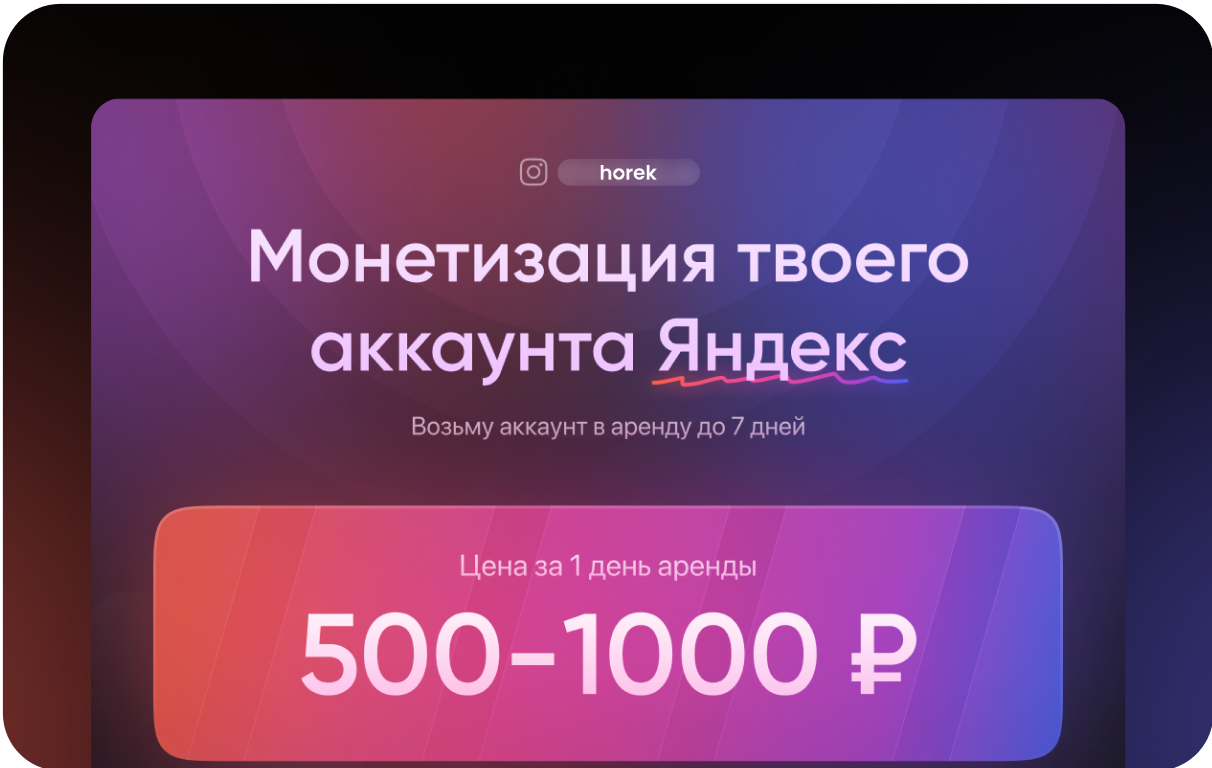 horek
Монетизация твоего
аккаунта Яндекс
Возьму аккаунт в аренду до 7 дней
Цена за 1 день аренды
500-1000 ₽